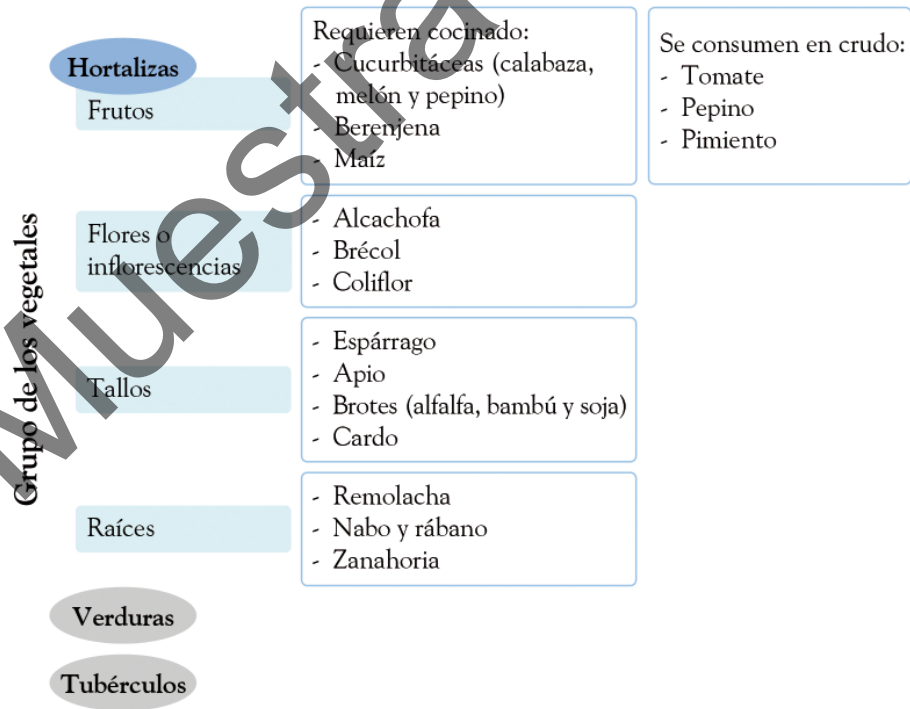 Grupo de los vegetales
Hortalizas
Frutos
Requieren cocinado:
- Cucurbitáceas (calabaza,
melón y pepino)
- Berenjena
- Maíz
Se consumen en crudo:
- Tomate
- Pepino
- Pimiento
Flores o
inflorescencias
- Alcachofa
- Brécol
- Coliflor
Tallos
- Espárrago
- Apio
- Brotes (alfalfa, bambú y soja)
- Cardo
Raíces
- Remolacha
- Nabo y rábano
- Zanahoria
Verduras
Tubérculos
Muestra